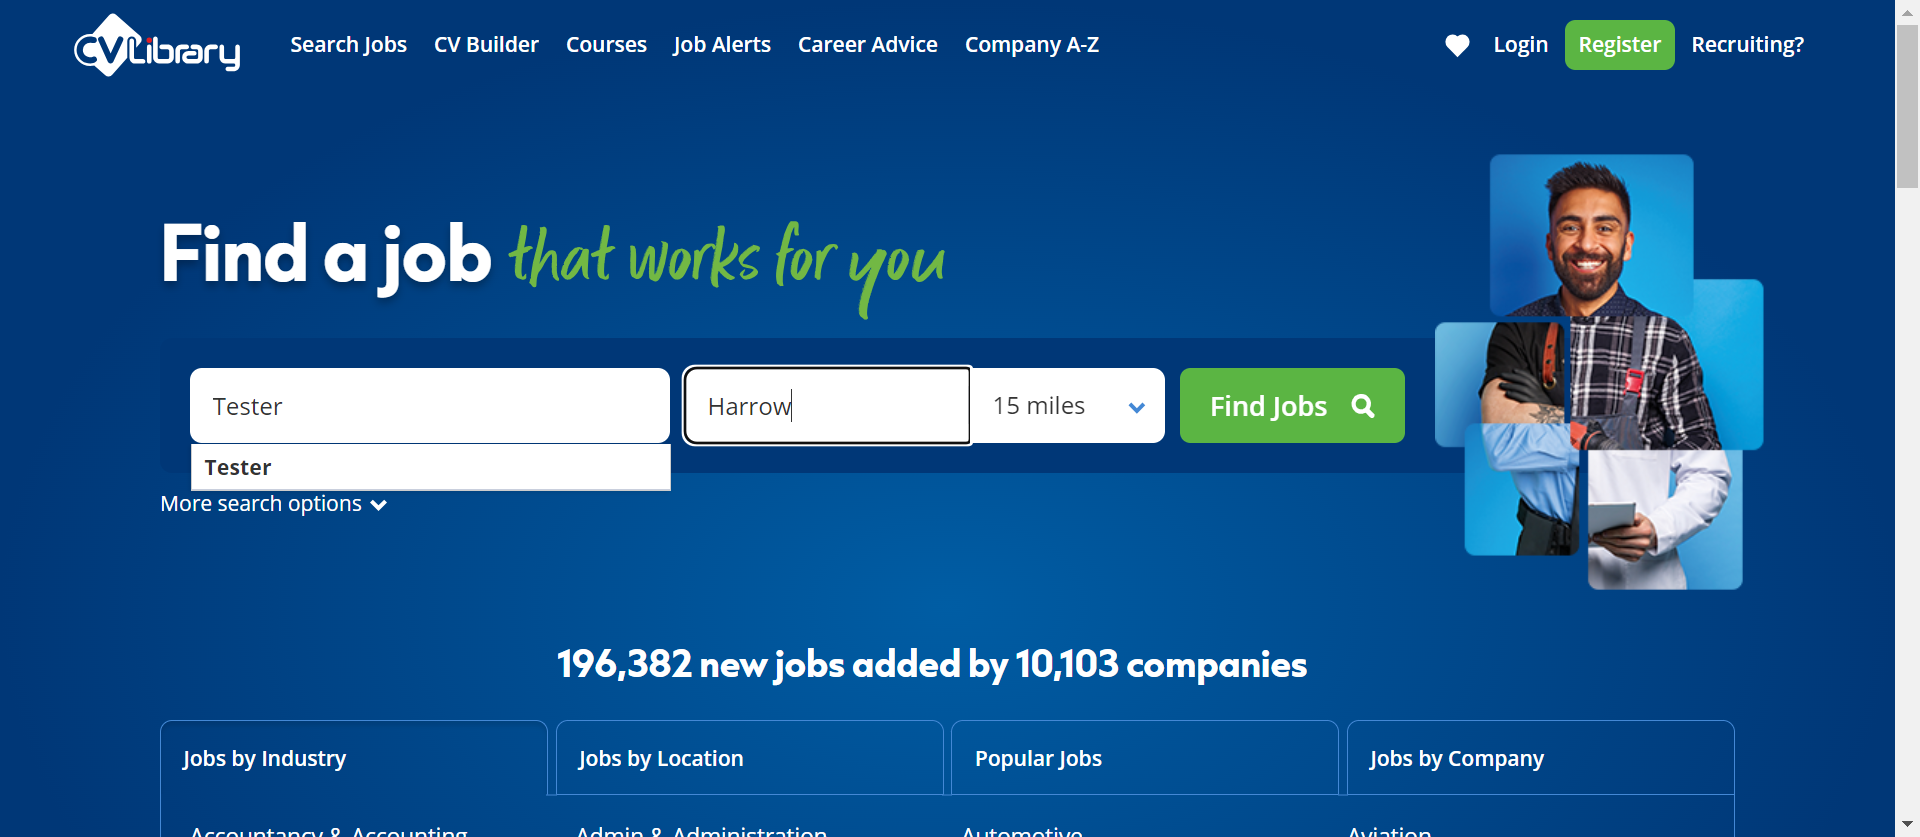 CVLibrary
Search Jobs CV Builder Courses Job Alerts Career Advice Company A-Z
Login Register Recruiting?
Find a job that works for you
Tester
Harrow
15 miles
Find Jobs
Tester
More search options
196,382 new jobs added by 10,103 companies
Jobs by Industry
Jobs by Location
Popular Jobs
Jobs by Company
Accountancy & Accounting
Admin & Administration
Automotive
Aviation